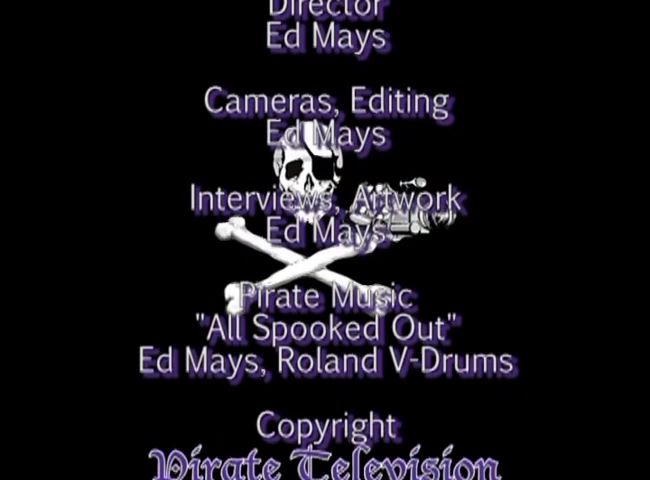 Director
Ed Mays
Cameras, Editing
Ed Mays
Interviews, Artwork
Ed Mays
Pirate Music
"All Spooked Out"
Ed Mays, Roland V-Drums
Copyright
Pirate Television